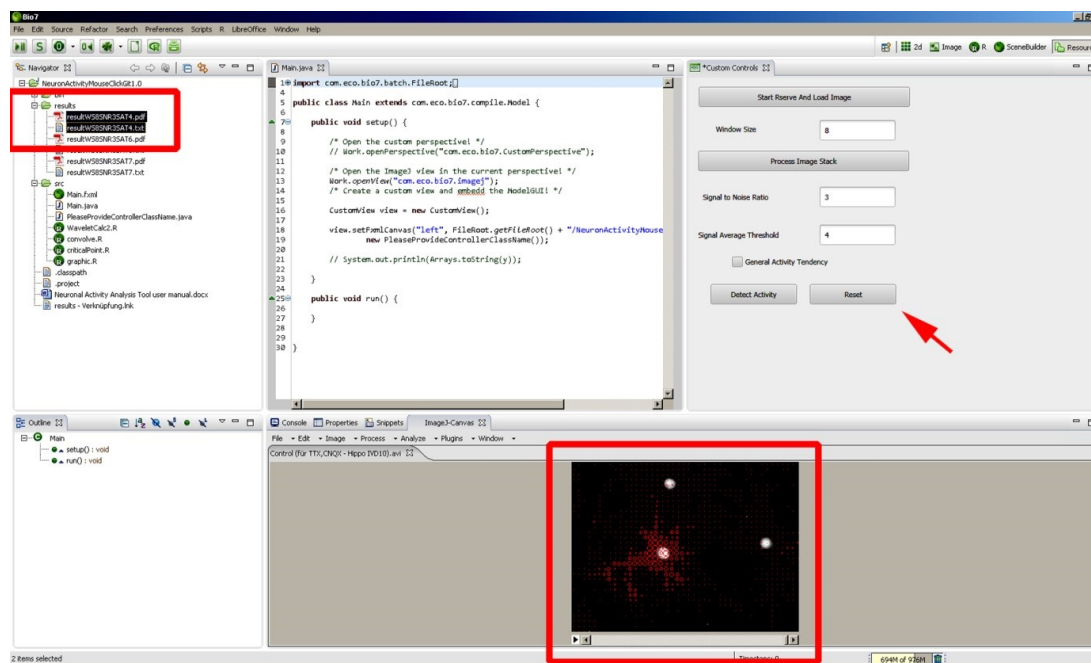 Bio7
File Edit Source Refactor Search Preferences Scripts R LibreOffice Window Help
2d Image R SceneBuilder Resour
Navigator
NeuronActivityMouseClickGit1.0
results
resultWS8SNR3SAT4.pdf
resultWS8SNR3SAT4.txt
resultWS8SNR3SAT6.pdf
resultWS8SNR3SAT7.pdf
resultWS8SNR3SAT7.txt
src
Main.fxml
Main.java
PleaseProvideControllerClassName.java
WaveletCalc2.R
convolve.R
criticalPoint.R
graphic.R
.classpath
.project
Neuronal Activity Analysis Tool user manual.docx
results - Verknüpfung.lnk
Main.java
1 import com.eco.bio7.batch.FileRoot;
4
5 public class Main extends com.eco.bio7.compile.Model {
6
7 public void setup() {
8
9 /* Open the custom perspective! */
10 // Work.openPerspective("com.eco.bio7.CustomPerspective");
11
12 /* Open the ImageJ view in the current perspective! */
13 Work.openView("com.eco.bio7.imagej");
14 /* Create a custom view and embedd the ModelGUI! */
15
16 CustomView view = new CustomView();
17
18 view.setFxmlCanvas("left", FileRoot.getFileRoot() + "/NeuronActivityMouse
19 new PleaseProvideControllerClassName());
20
21 // System.out.println(Arrays.toString(y));
22
23 }
24
25 public void run() {
26
27 }
28
29
30 }
*Custom Controls
Start Rserve And Load Image
Window Size 8
Process Image Stack
Signal to Noise Ratio 3
Signal Average Threshold 4
General Activity Tendency
Detect Activity Reset
Outline
Main
setup() : void
run() : void
Console Properties Snippets ImageJ-Canvas
File Edit Image Process Analyze Plugins Window
Control (für TTX,CNQX - Hippo IVD10).avi
2 items selected
694M of 976M